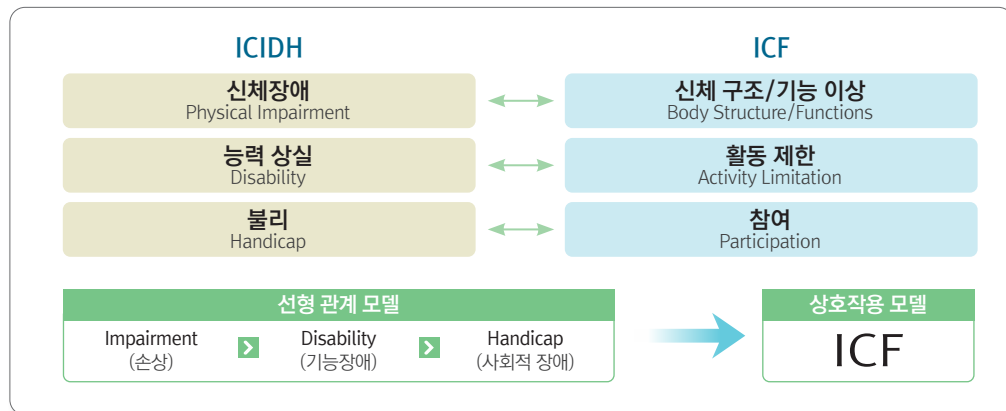 ICIDH
ICF
신체장애
Physical Impairment
신체 구조/기능 이상
Body Structure/Functions
능력 상실
Disability
활동 제한
Activity Limitation
불리
Handicap
참여
Participation
선형 관계 모델
Impairment
(손상)
Disability
(기능장애)
Handicap
(사회적 장애)
상호작용 모델
ICF